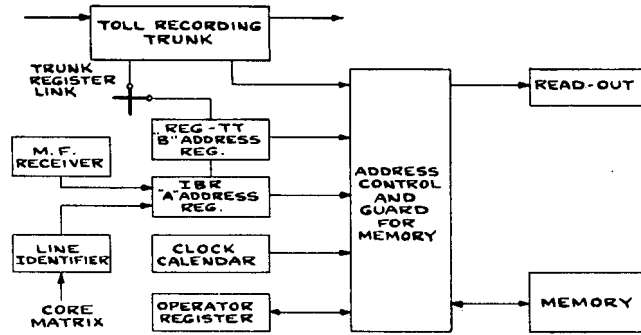 TOLL RECORDING
TRUNK
TRUNK
REGISTER
LINK
READ-OUT
REG-TT
"B" ADDRESS
REG.
M.F.
RECEIVER
ADDRESS
CONTROL
AND
GUARD
FOR
MEMORY
IBR
"A" ADDRESS
REG.
LINE
IDENTIFIER
CLOCK
CALENDAR
CORE
MATRIX
OPERATOR
REGISTER
MEMORY